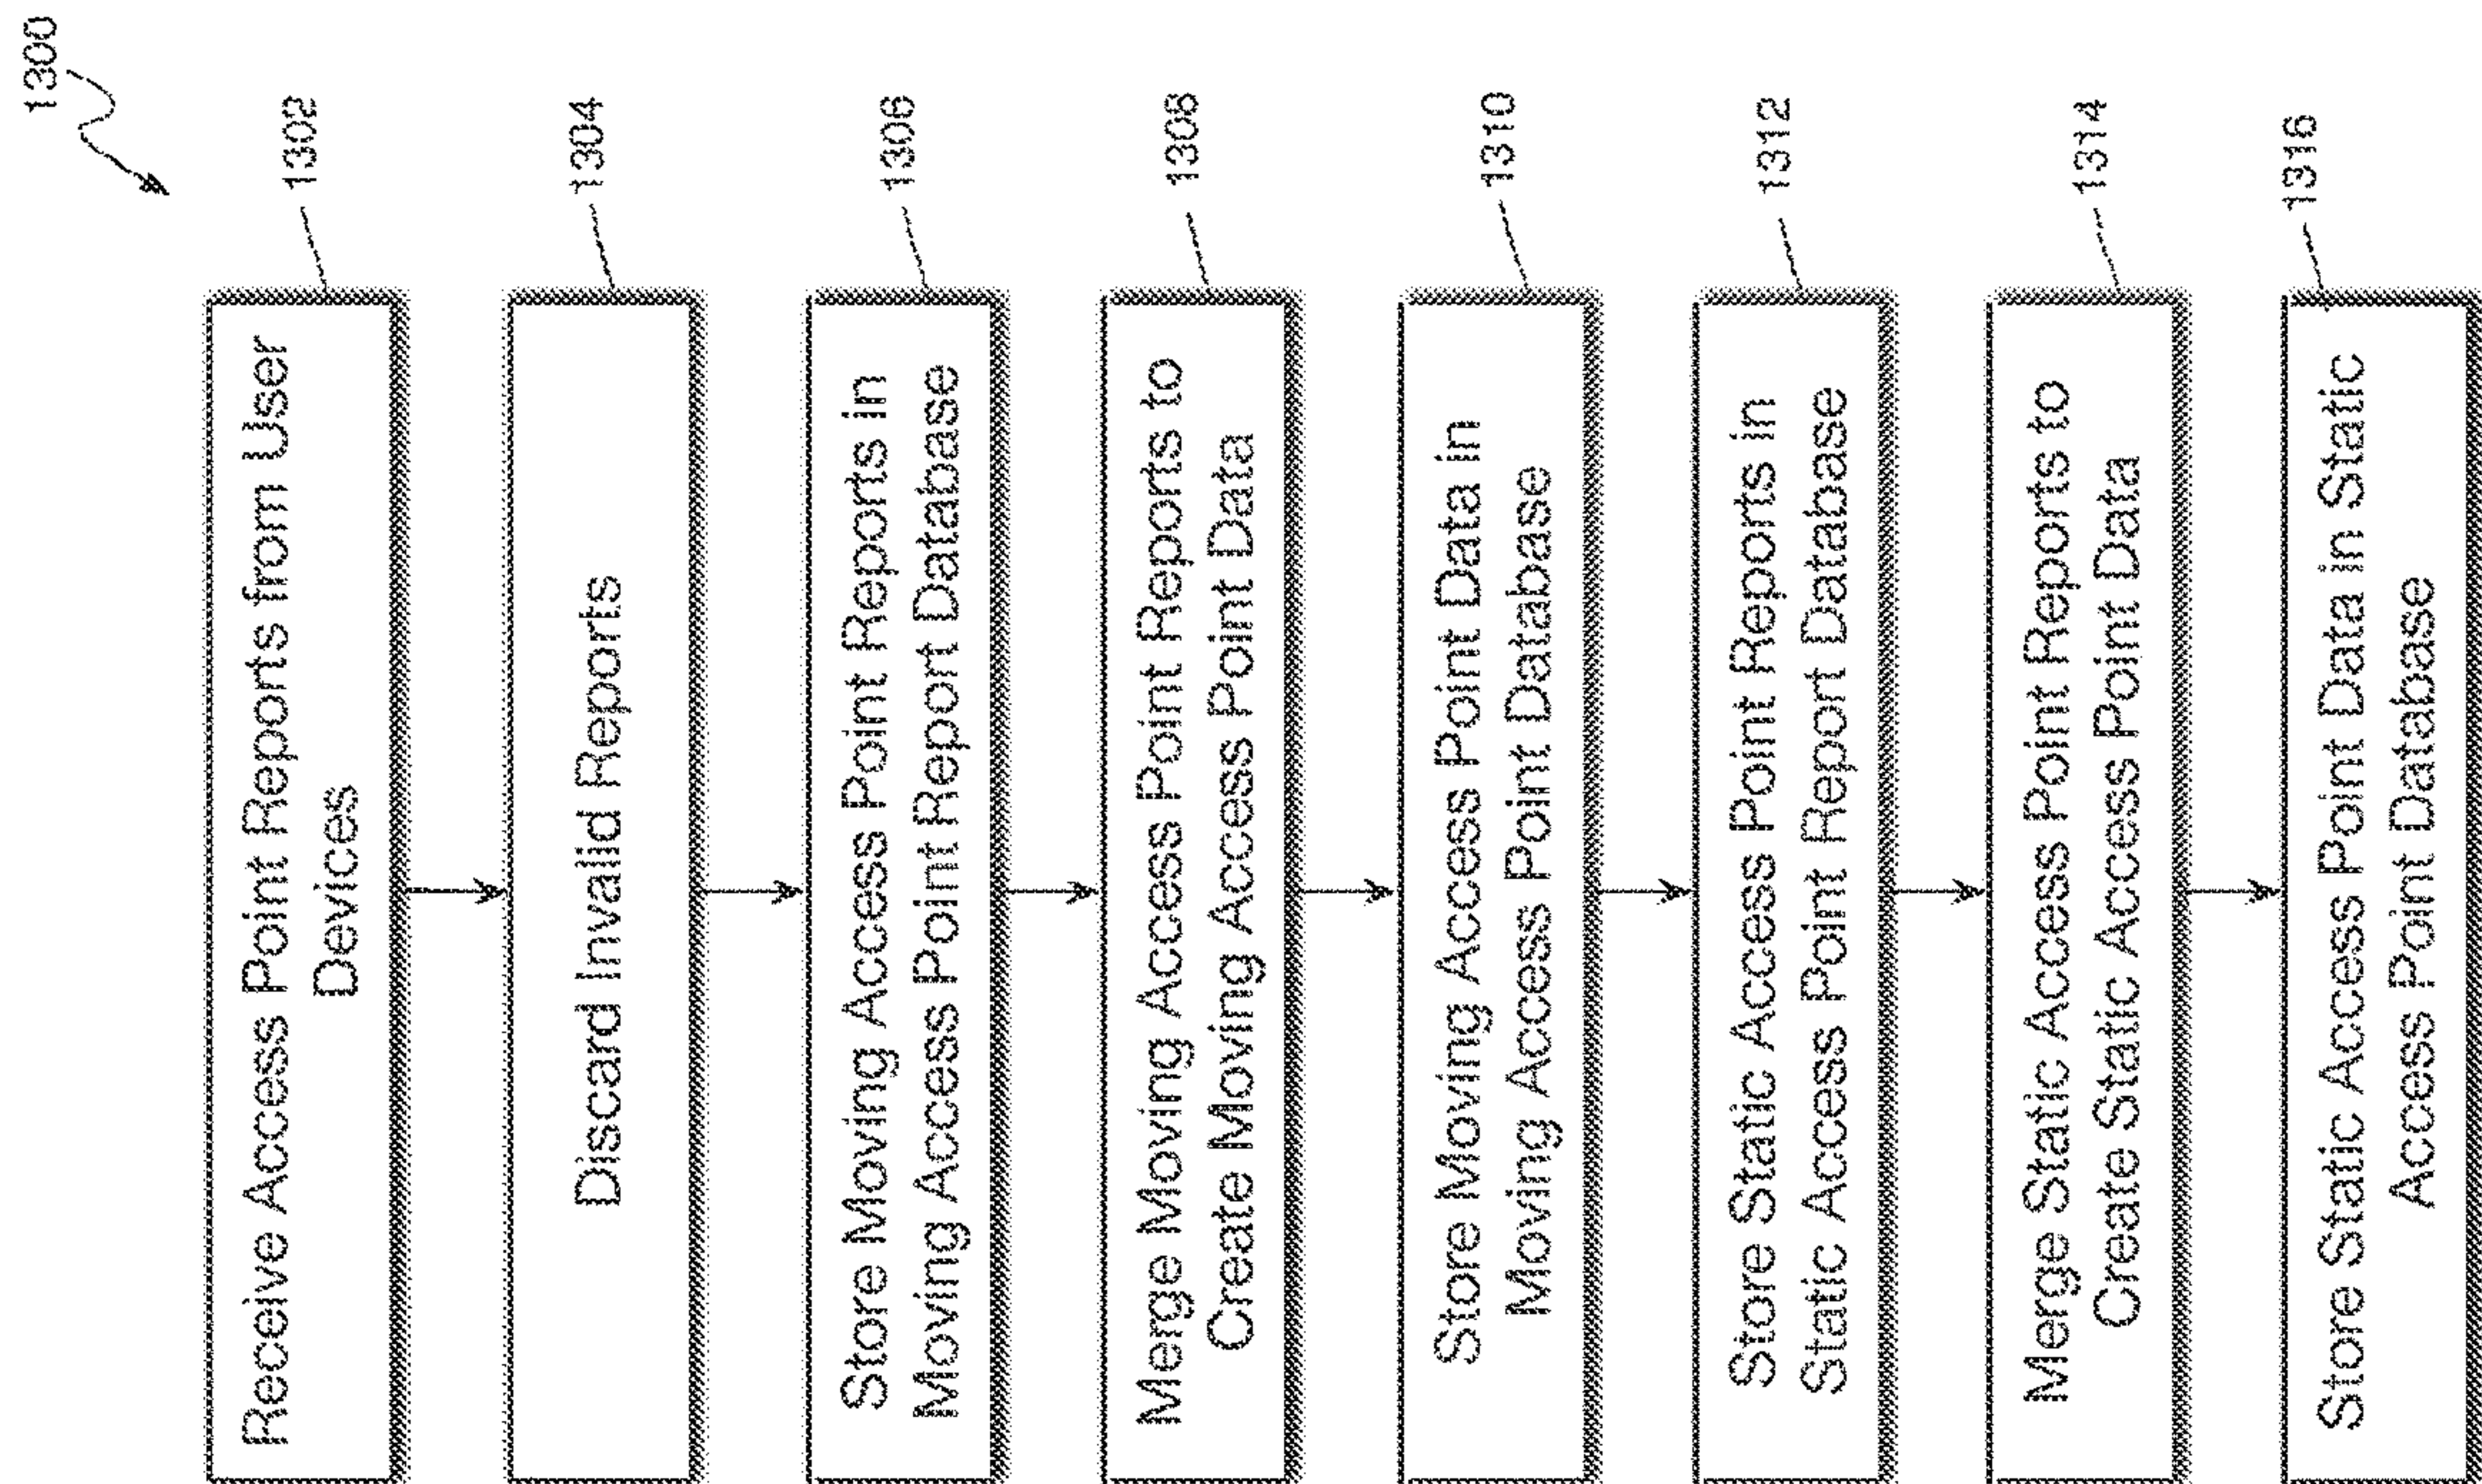 1300
Receive Access Point Reports from User
Devices
1302
Discard Invalid Reports
1304
Store Moving Access Point Reports in
Moving Access Point Report Database
1306
Merge Moving Access Point Reports to
Create Moving Access Point Data
1308
Store Moving Access Point Data in
Moving Access Point Database
1310
Store Static Access Point Reports in
Static Access Point Report Database
1312
Merge Static Access Point Reports to
Create Static Access Point Data
1314
Store Static Access Point Data in Static
Access Point Database
1316